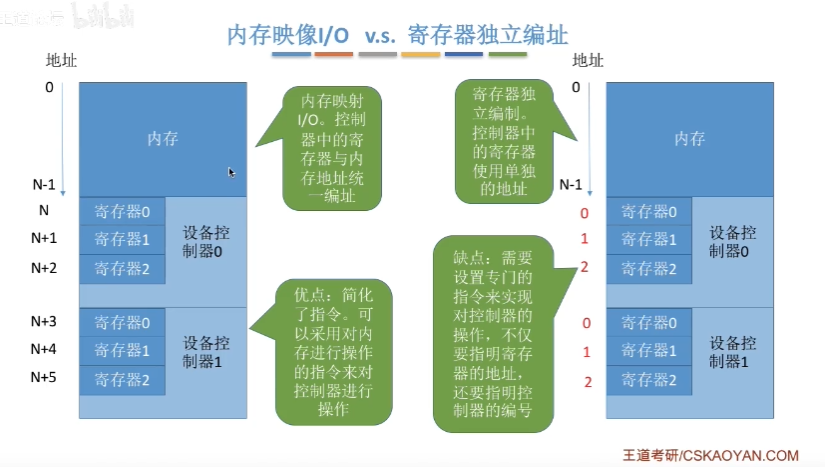 bilibili
内存映像I/O v.s. 寄存器独立编址
地址
0
内存
N-1
N
寄存器0
N+1
寄存器1
N+2
寄存器2
设备控
制器0
N+3
寄存器0
N+4
寄存器1
N+5
寄存器2
设备控
制器1
内存映射
I/O。控制
器中的寄
存器与内
存地址统
一编址
优点：简化
了指令。可
以采用对内
存进行操作
的指令来对
控制器进行
操作
寄存器独
立编制。
控制器中
的寄存器
使用单独
的地址
缺点：需要
设置专门的
指令来实现
对控制器的
操作，不仅
要指明寄存
器的地址，
还要指明控
制器的编号
地址
0
内存
N-1
0
寄存器0
1
寄存器1
2
寄存器2
设备控
制器0
0
寄存器0
1
寄存器1
2
寄存器2
设备控
制器1
王道考研/CSKAOYAN.COM